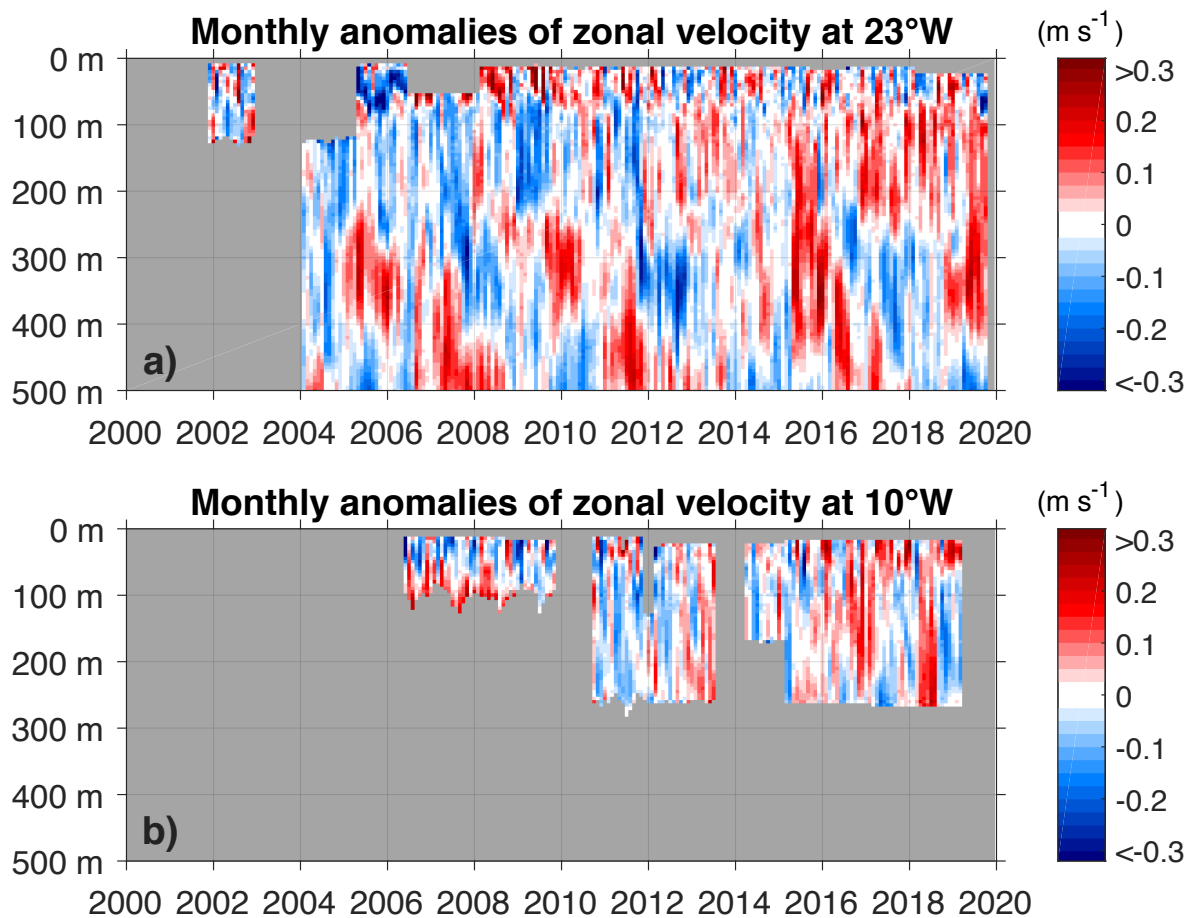 Monthly anomalies of zonal velocity at 23°W
(m s⁻¹)
0 m
100 m
200 m
300 m
400 m
500 m
a)
2000 2002 2004 2006 2008 2010 2012 2014 2016 2018 2020
>0.3
0.2
0.1
0
-0.1
-0.2
<-0.3
Monthly anomalies of zonal velocity at 10°W
(m s⁻¹)
0 m
100 m
200 m
300 m
400 m
500 m
b)
2000 2002 2004 2006 2008 2010 2012 2014 2016 2018 2020
>0.3
0.2
0.1
0
-0.1
-0.2
<-0.3